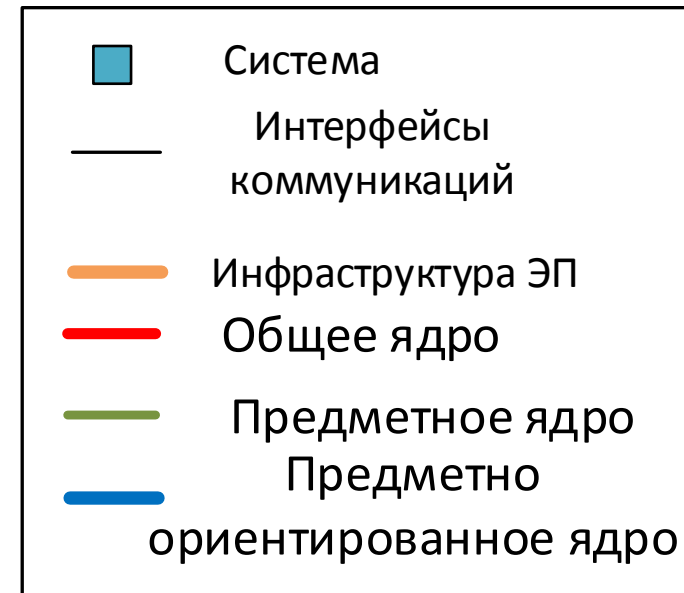 Система
Интерфейсы
коммуникаций
Инфраструктура ЭП
Общее ядро
Предметное ядро
Предметно
ориентированное ядро